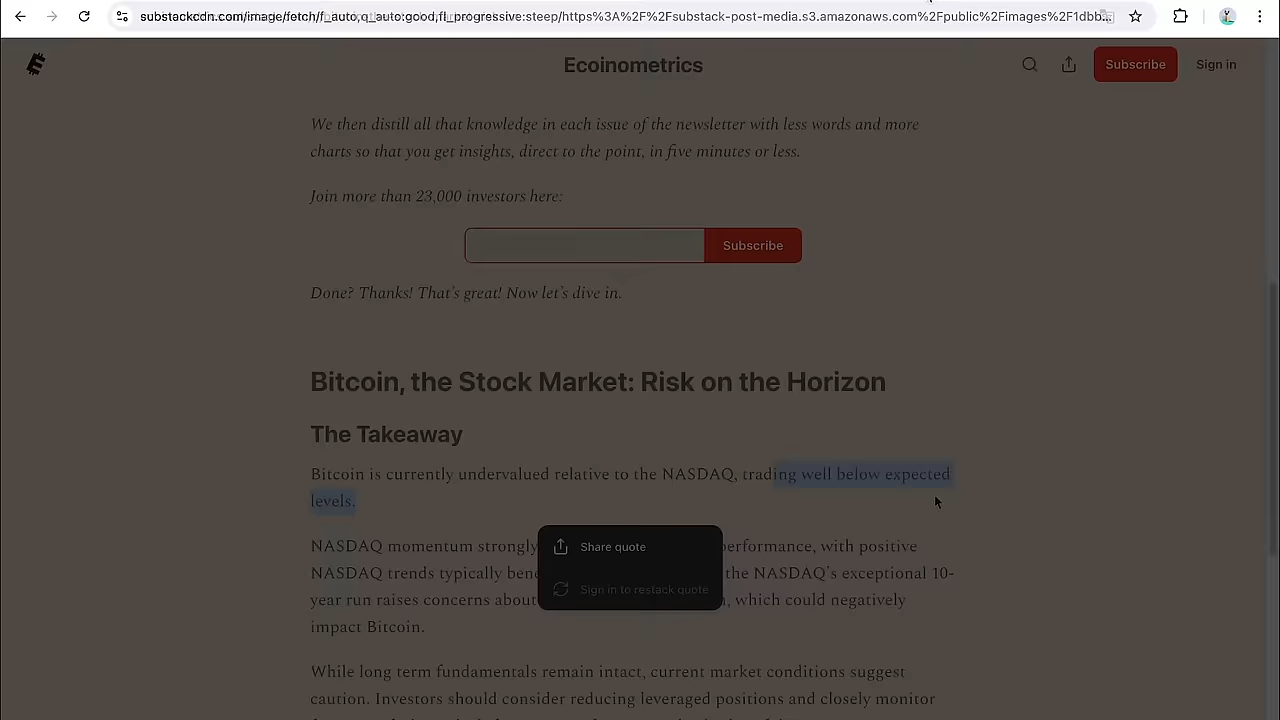 substackcdn.com/image/fetch/f_auto,q_auto:good,fl_progressive:steep/https%3A%2F%2Fsubstack-post-media.s3.amazonaws.com%2Fpublic%2Fimages%2F1dbb...
Ecoinometrics
Subscribe
Sign in
We then distill all that knowledge in each issue of the newsletter with less words and more
charts so that you get insights, direct to the point, in five minutes or less.
Join more than 23,000 investors here:
Subscribe
Done? Thanks! That's great! Now let's dive in.
Bitcoin, the Stock Market: Risk on the Horizon
The Takeaway
Bitcoin is currently undervalued relative to the NASDAQ, trading well below expected
levels.
NASDAQ momentum strongly performance, with positive
Share quote
NASDAQ trends typically the NASDAQ's exceptional 10-
Sign in to restack quote
year run raises concerns which could negatively
impact Bitcoin.
While long term fundamentals remain intact, current market conditions suggest
caution. Investors should consider reducing leveraged positions and closely monitor